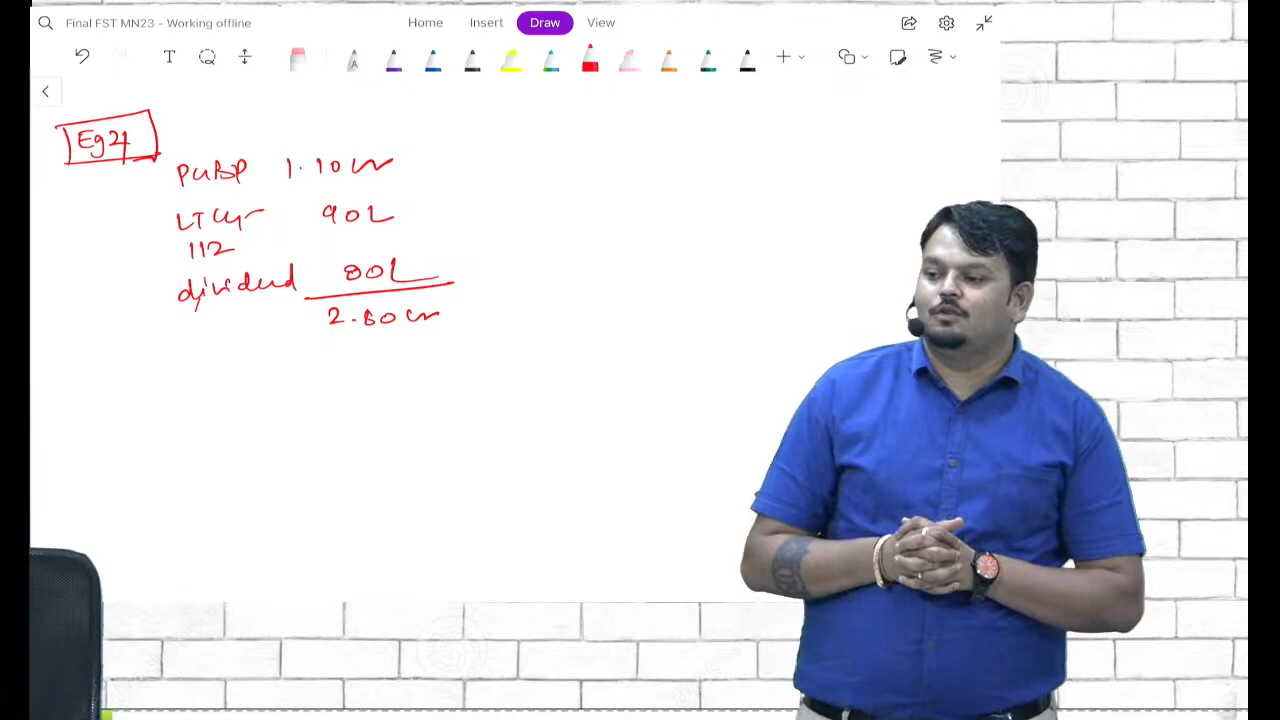 Final FST MN23 - Working offline
Home Insert Draw View
T
A
Eg 24
PGBP 1.10 cr
LTCG 90L
112
dividend 80L
2.80 cr